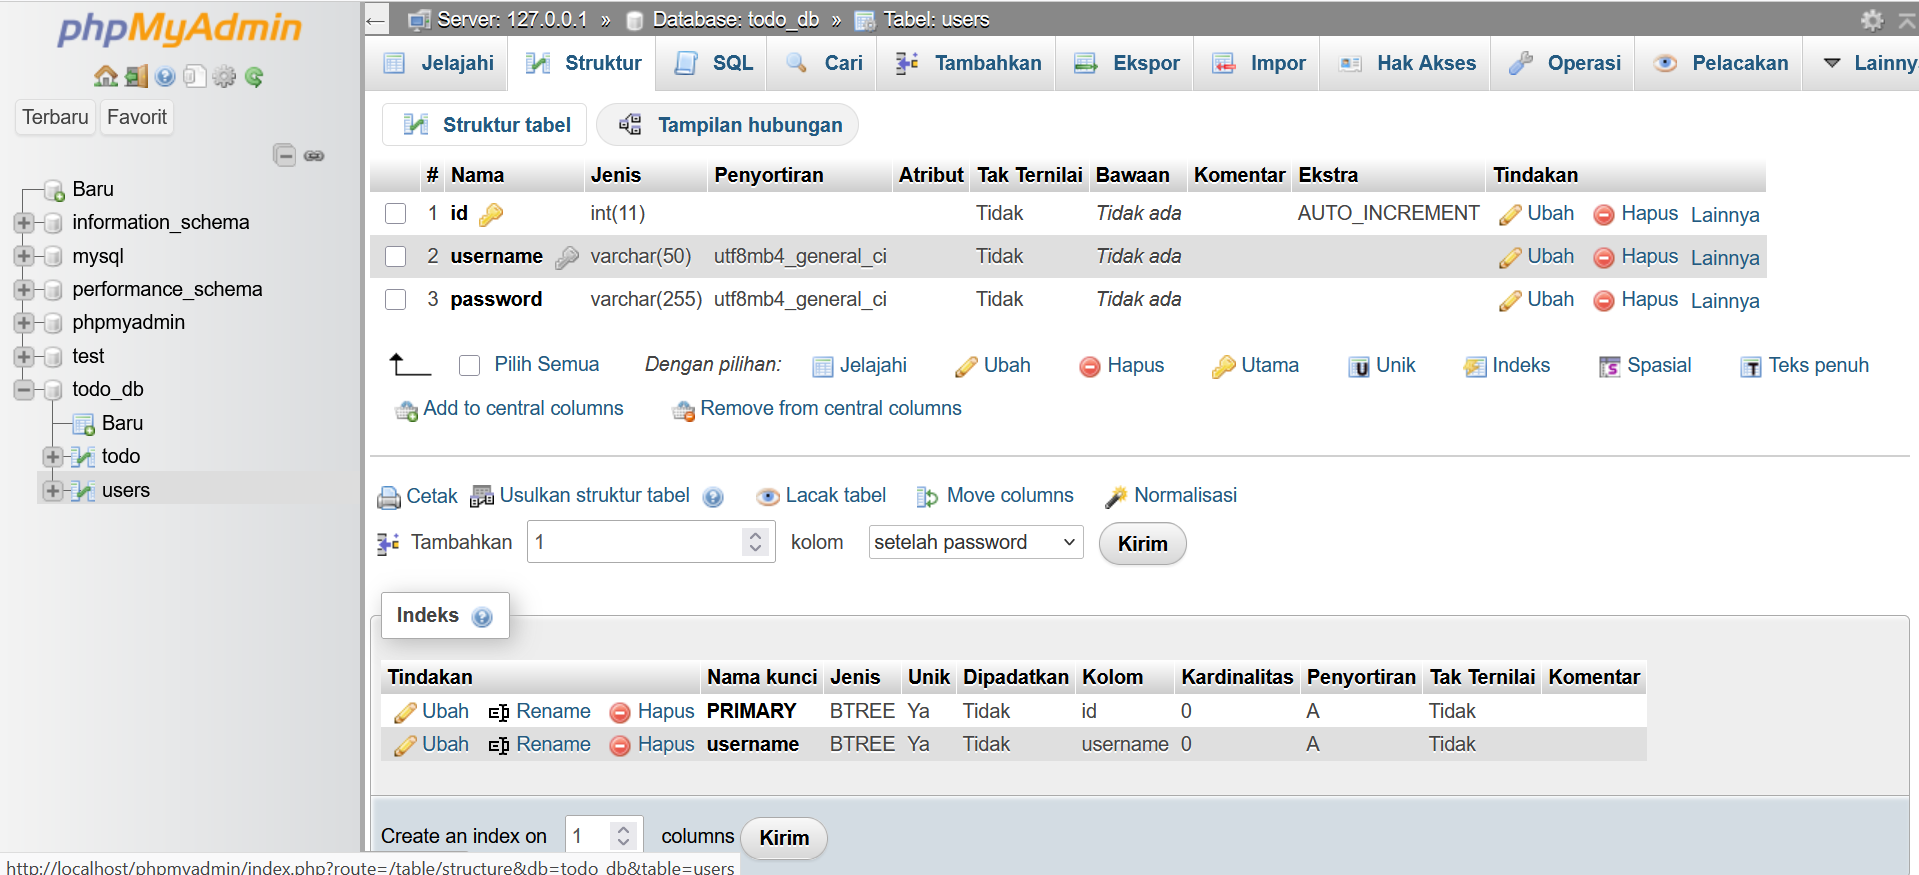 phpMyAdmin
Terbaru Favorit
Baru
information_schema
mysql
performance_schema
phpmyadmin
test
todo_db
Baru
todo
users
Server: 127.0.0.1 » Database: todo_db » Tabel: users
Jelajahi Struktur SQL Cari Tambahkan Ekspor Impor Hak Akses Operasi Pelacakan Lainny
Struktur tabel Tampilan hubungan
# Nama Jenis Penyortiran Atribut Tak Ternilai Bawaan Komentar Ekstra Tindakan
1 id int(11) Tidak Tidak ada AUTO_INCREMENT Ubah Hapus Lainnya
2 username varchar(50) utf8mb4_general_ci Tidak Tidak ada Ubah Hapus Lainnya
3 password varchar(255) utf8mb4_general_ci Tidak Tidak ada Ubah Hapus Lainnya
Pilih Semua Dengan pilihan: Jelajahi Ubah Hapus Utama Unik Indeks Spasial Teks penuh
Add to central columns Remove from central columns
Cetak Usulkan struktur tabel Lacak tabel Move columns Normalisasi
Tambahkan 1 kolom setelah password Kirim
Indeks
Tindakan Nama kunci Jenis Unik Dipadatkan Kolom Kardinalitas Penyortiran Tak Ternilai Komentar
Ubah Rename Hapus PRIMARY BTREE Ya Tidak id 0 A Tidak
Ubah Rename Hapus username BTREE Ya Tidak username 0 A Tidak
Create an index on 1 columns Kirim
http://localhost/phpmyadmin/index.php?route=/table/structure&db=todo_db&table=users